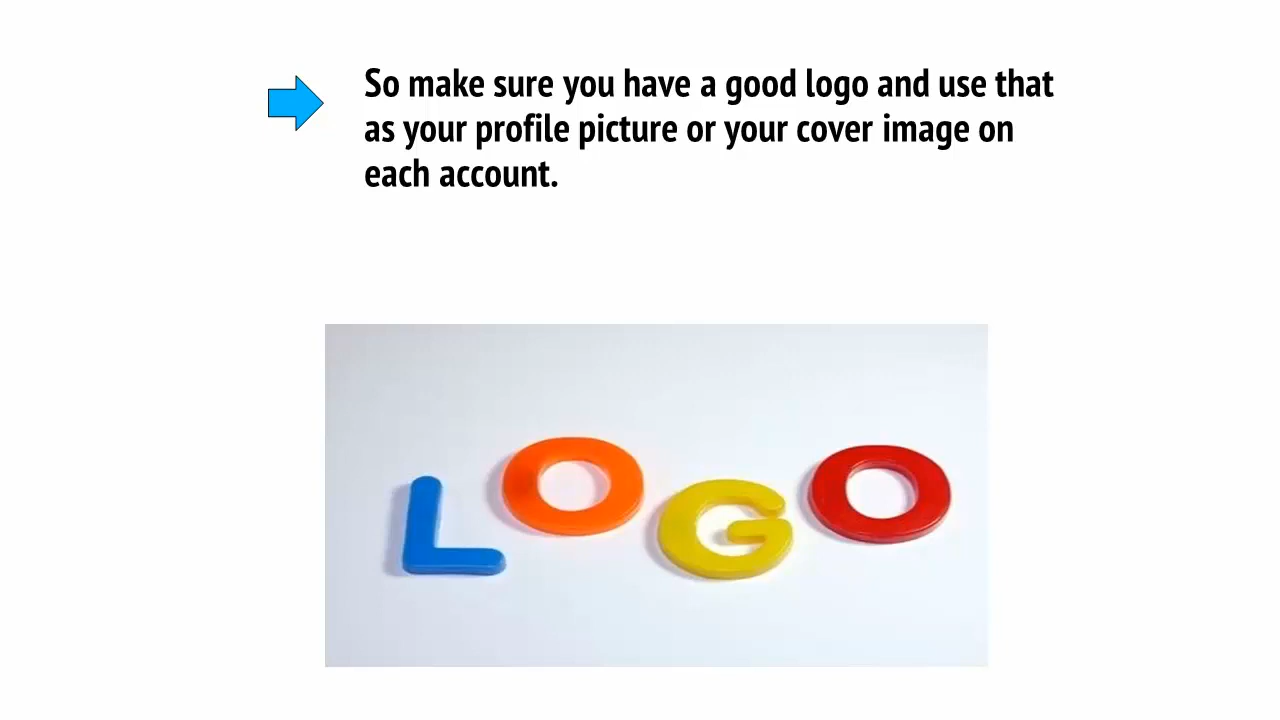 So make sure you have a good logo and use that
as your profile picture or your cover image on
each account.
LOGO